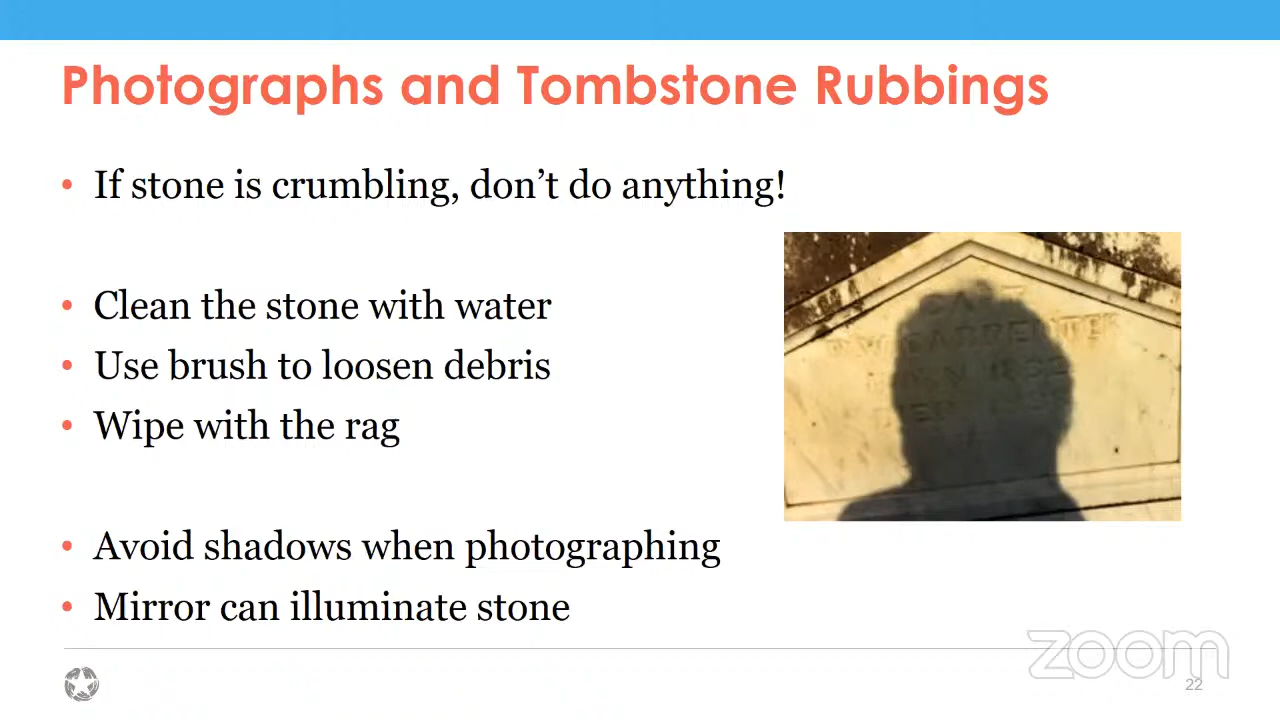 Photographs and Tombstone Rubbings
• If stone is crumbling, don't do anything!
• Clean the stone with water
• Use brush to loosen debris
• Wipe with the rag
• Avoid shadows when photographing
• Mirror can illuminate stone
CARPENTER
zoom
22